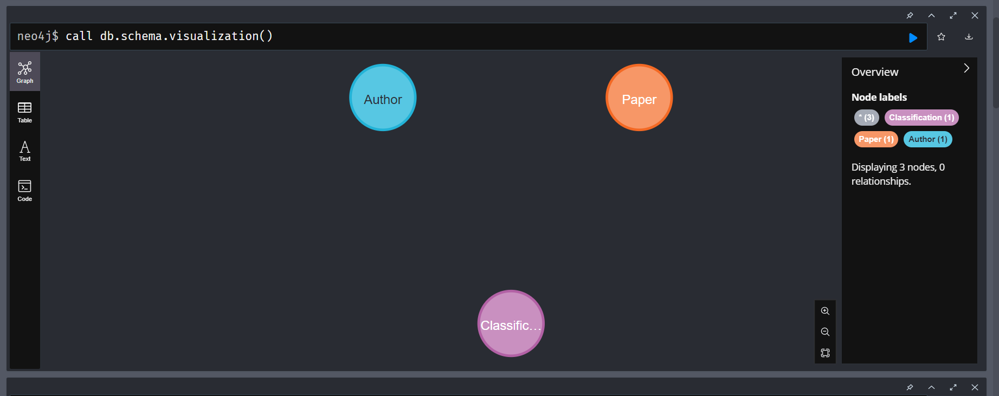 neo4j$ call db.schema.visualization()
Graph
Table
Text
Code
Author
Paper
Classific...
Overview
Node labels
* (3) Classification (1)
Paper (1) Author (1)
Displaying 3 nodes, 0
relationships.